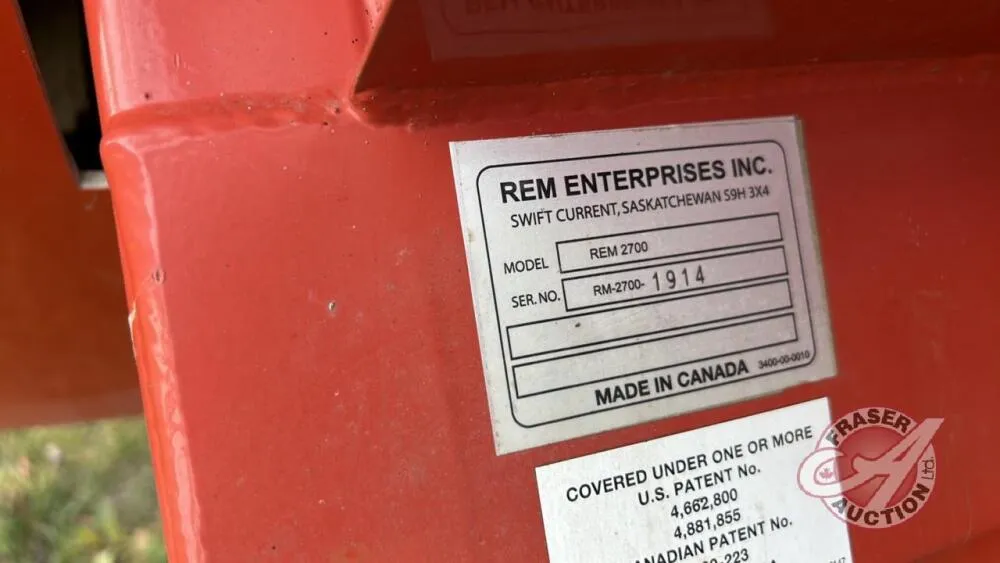 REM ENTERPRISES INC.
SWIFT CURRENT, SASKATCHEWAN S9H 3X4
MODEL REM 2700
SER. NO. RM-2700- 1914
MADE IN CANADA 3400-00-0010
COVERED UNDER ONE OR MORE
U.S. PATENT No.
4,662,800
4,881,855
PATENT No.
FRASER
AUCTION Ltd.